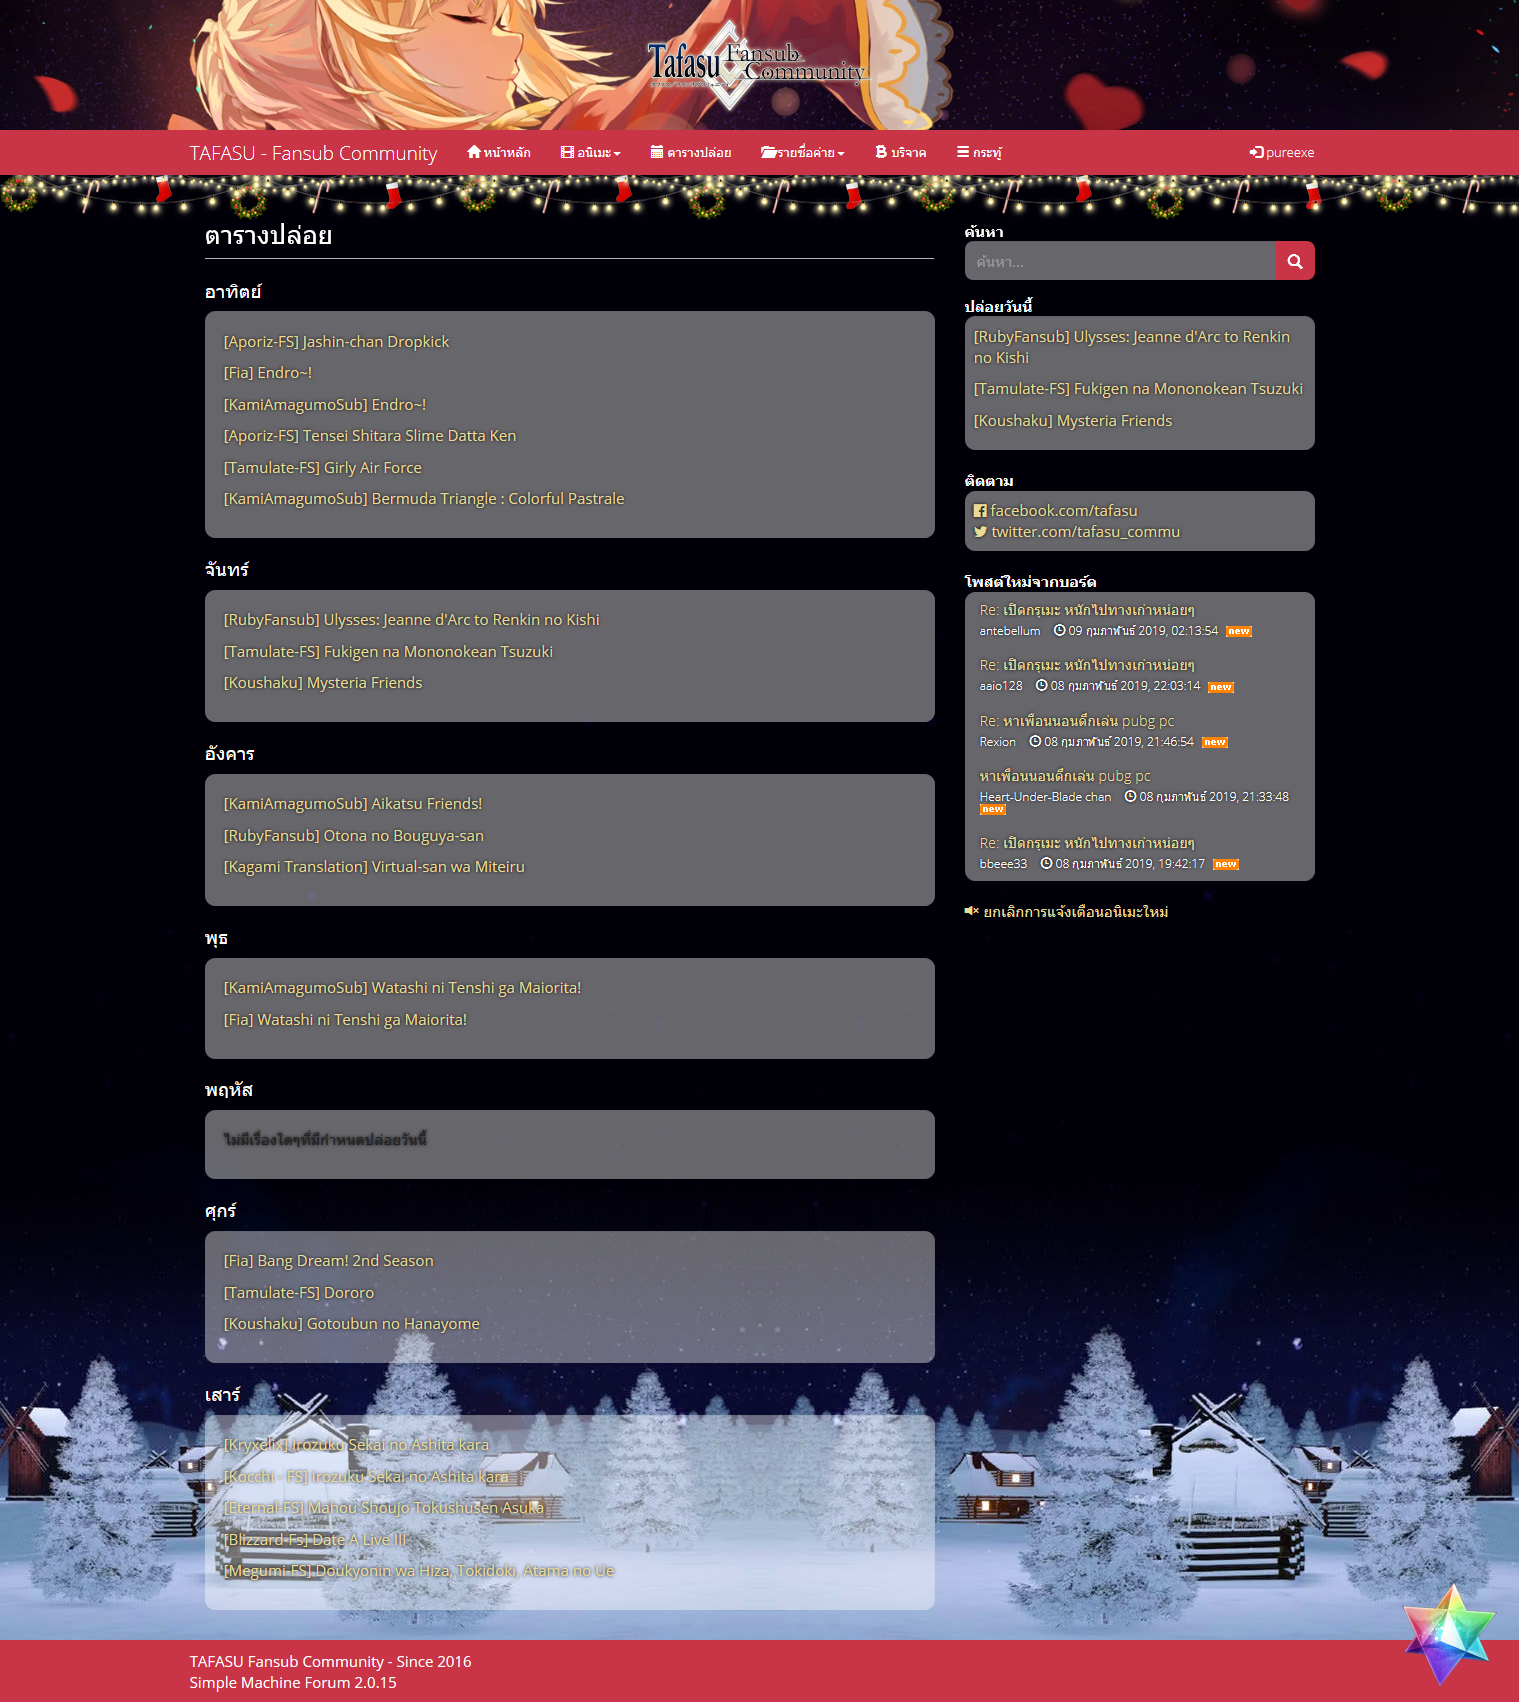 Tafasu Fansub Community
TAFASU - Fansub Community
หน้าหลัก
อนิเมะ
ตารางปล่อย
รายชื่อค่าย
บริจาค
กระทู้
pureexe
ตารางปล่อย
อาทิตย์
[Aporiz-FS] Jashin-chan Dropkick
[Fia] Endro~!
[KamiAmagumoSub] Endro~!
[Aporiz-FS] Tensei Shitara Slime Datta Ken
[Tamulate-FS] Girly Air Force
[KamiAmagumoSub] Bermuda Triangle : Colorful Pastrale
จันทร์
[RubyFansub] Ulysses: Jeanne d'Arc to Renkin no Kishi
[Tamulate-FS] Fukigen na Mononokean Tsuzuki
[Koushaku] Mysteria Friends
อังคาร
[KamiAmagumoSub] Aikatsu Friends!
[RubyFansub] Otona no Bouguya-san
[Kagami Translation] Virtual-san wa Miteiru
พุธ
[KamiAmagumoSub] Watashi ni Tenshi ga Maiorita!
[Fia] Watashi ni Tenshi ga Maiorita!
พฤหัส
ไม่มีเรื่องใดๆที่มีกำหนดปล่อยวันนี้
ศุกร์
[Fia] Bang Dream! 2nd Season
[Tamulate-FS] Dororo
[Koushaku] Gotoubun no Hanayome
เสาร์
[Kryxelix] Irozuku Sekai no Ashita kara
[Kocchi - FS] Irozuku Sekai no Ashita kara
[Eternal-FS] Mahou Shoujo Tokushusen Asuka
[Blizzard-Fs] Date A Live III
[Megumi-FS] Doukyonin wa Hiza, Tokidoki, Atama no Ue
ค้นหา
ค้นหา...
ปล่อยวันนี้
[RubyFansub] Ulysses: Jeanne d'Arc to Renkin
no Kishi
[Tamulate-FS] Fukigen na Mononokean Tsuzuki
[Koushaku] Mysteria Friends
ติดตาม
facebook.com/tafasu
twitter.com/tafasu_commu
โพสต์ใหม่จากบอร์ด
Re: เปิดกรุเมะ หนักไปทางเก่าหน่อยๆ
antebellum 09 กุมภาพันธ์ 2019, 02:13:54 new
Re: เปิดกรุเมะ หนักไปทางเก่าหน่อยๆ
aaio128 08 กุมภาพันธ์ 2019, 22:03:14 new
Re: หาเพื่อนนอนดึกเล่น pubg pc
Rexion 08 กุมภาพันธ์ 2019, 21:46:54 new
หาเพื่อนนอนดึกเล่น pubg pc
Heart-Under-Blade chan 08 กุมภาพันธ์ 2019, 21:33:48
new
Re: เปิดกรุเมะ หนักไปทางเก่าหน่อยๆ
bbeee33 08 กุมภาพันธ์ 2019, 19:42:17 new
ยกเลิกการแจ้งเตือนอนิเมะใหม่
TAFASU Fansub Community - Since 2016
Simple Machine Forum 2.0.15